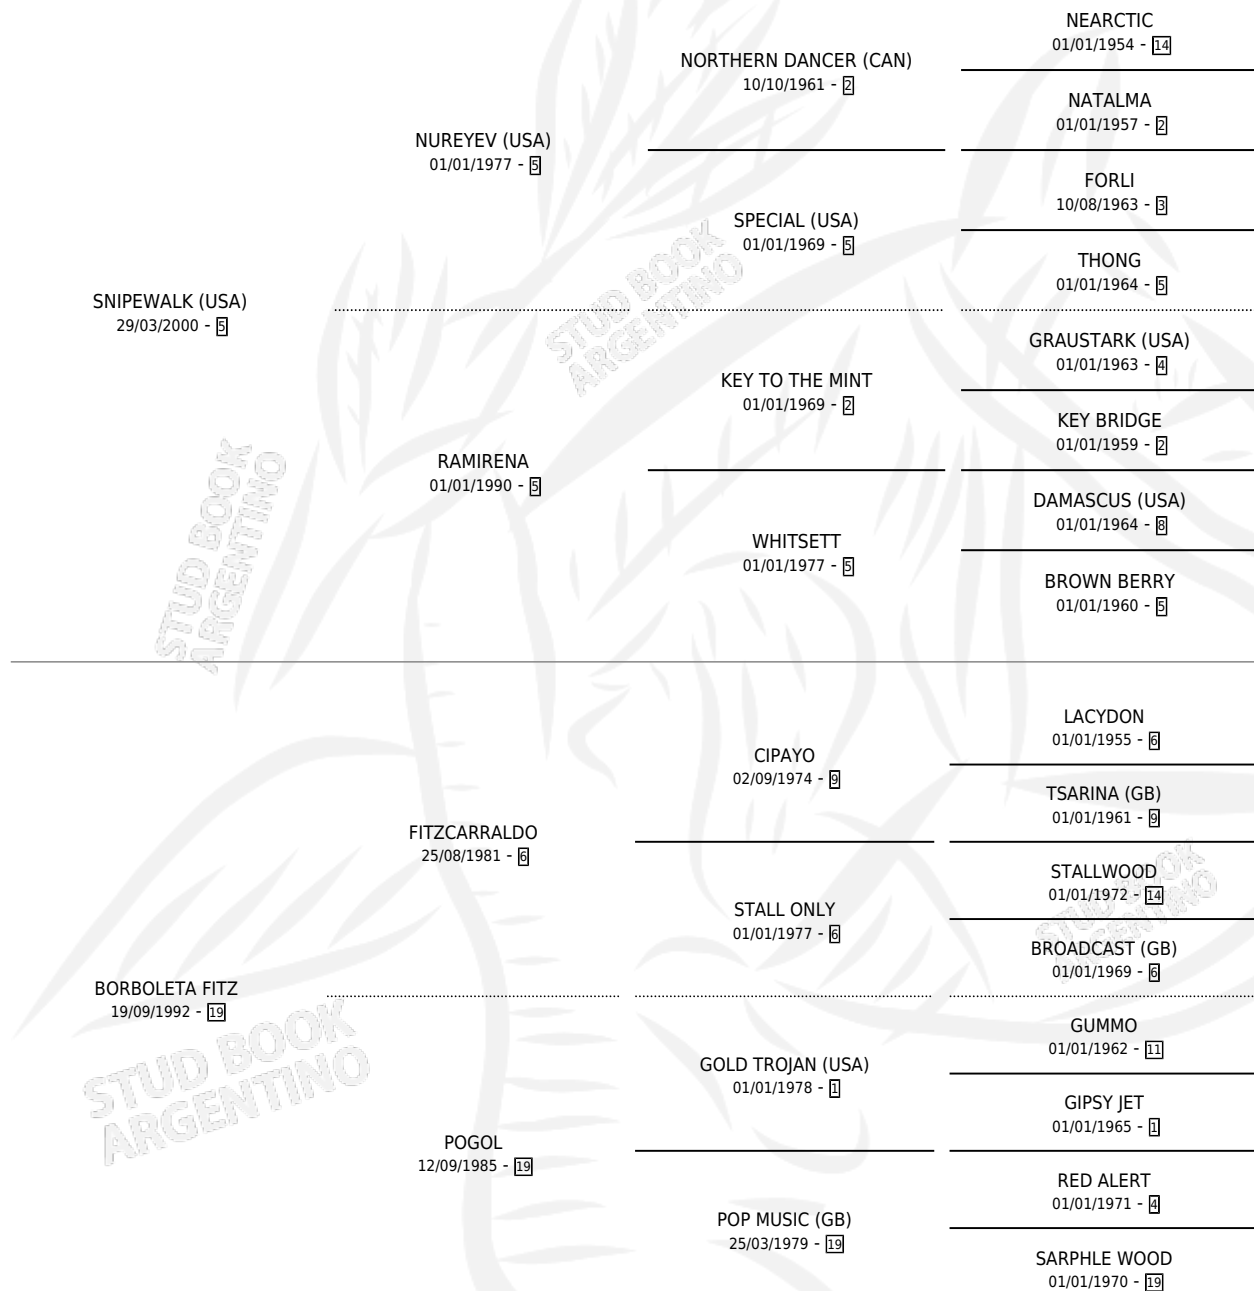 NEARCTIC
01/01/1954 - 14
NORTHERN DANCER (CAN)
10/10/1961 - 2
NATALMA
01/01/1957 - 2
NUREYEV (USA)
01/01/1977 - 5
FORLI
10/08/1963 - 3
SPECIAL (USA)
01/01/1969 - 5
THONG
01/01/1964 - 5
SNIPEWALK (USA)
29/03/2000 - 5
GRAUSTARK (USA)
01/01/1963 - 4
KEY TO THE MINT
01/01/1969 - 2
KEY BRIDGE
01/01/1959 - 2
RAMIRENA
01/01/1990 - 5
DAMASCUS (USA)
01/01/1964 - 8
WHITSETT
01/01/1977 - 5
BROWN BERRY
01/01/1960 - 5
LACYDON
01/01/1955 - 6
CIPAYO
02/09/1974 - 9
TSARINA (GB)
01/01/1961 - 9
FITZCARRALDO
25/08/1981 - 6
STALLWOOD
01/01/1972 - 14
STALL ONLY
01/01/1977 - 6
BROADCAST (GB)
01/01/1969 - 6
BORBOLETA FITZ
19/09/1992 - 19
GUMMO
01/01/1962 - 11
GOLD TROJAN (USA)
01/01/1978 - 1
GIPSY JET
01/01/1965 - 1
POGOL
12/09/1985 - 19
RED ALERT
01/01/1971 - 4
POP MUSIC (GB)
25/03/1979 - 19
SARPHLE WOOD
01/01/1970 - 19
STUD BOOK
ARGENTINO
STUD BOOK
ARGENTINO
STUD BOOK
ARGENTINO
STUD BOOK
ARGENTINO